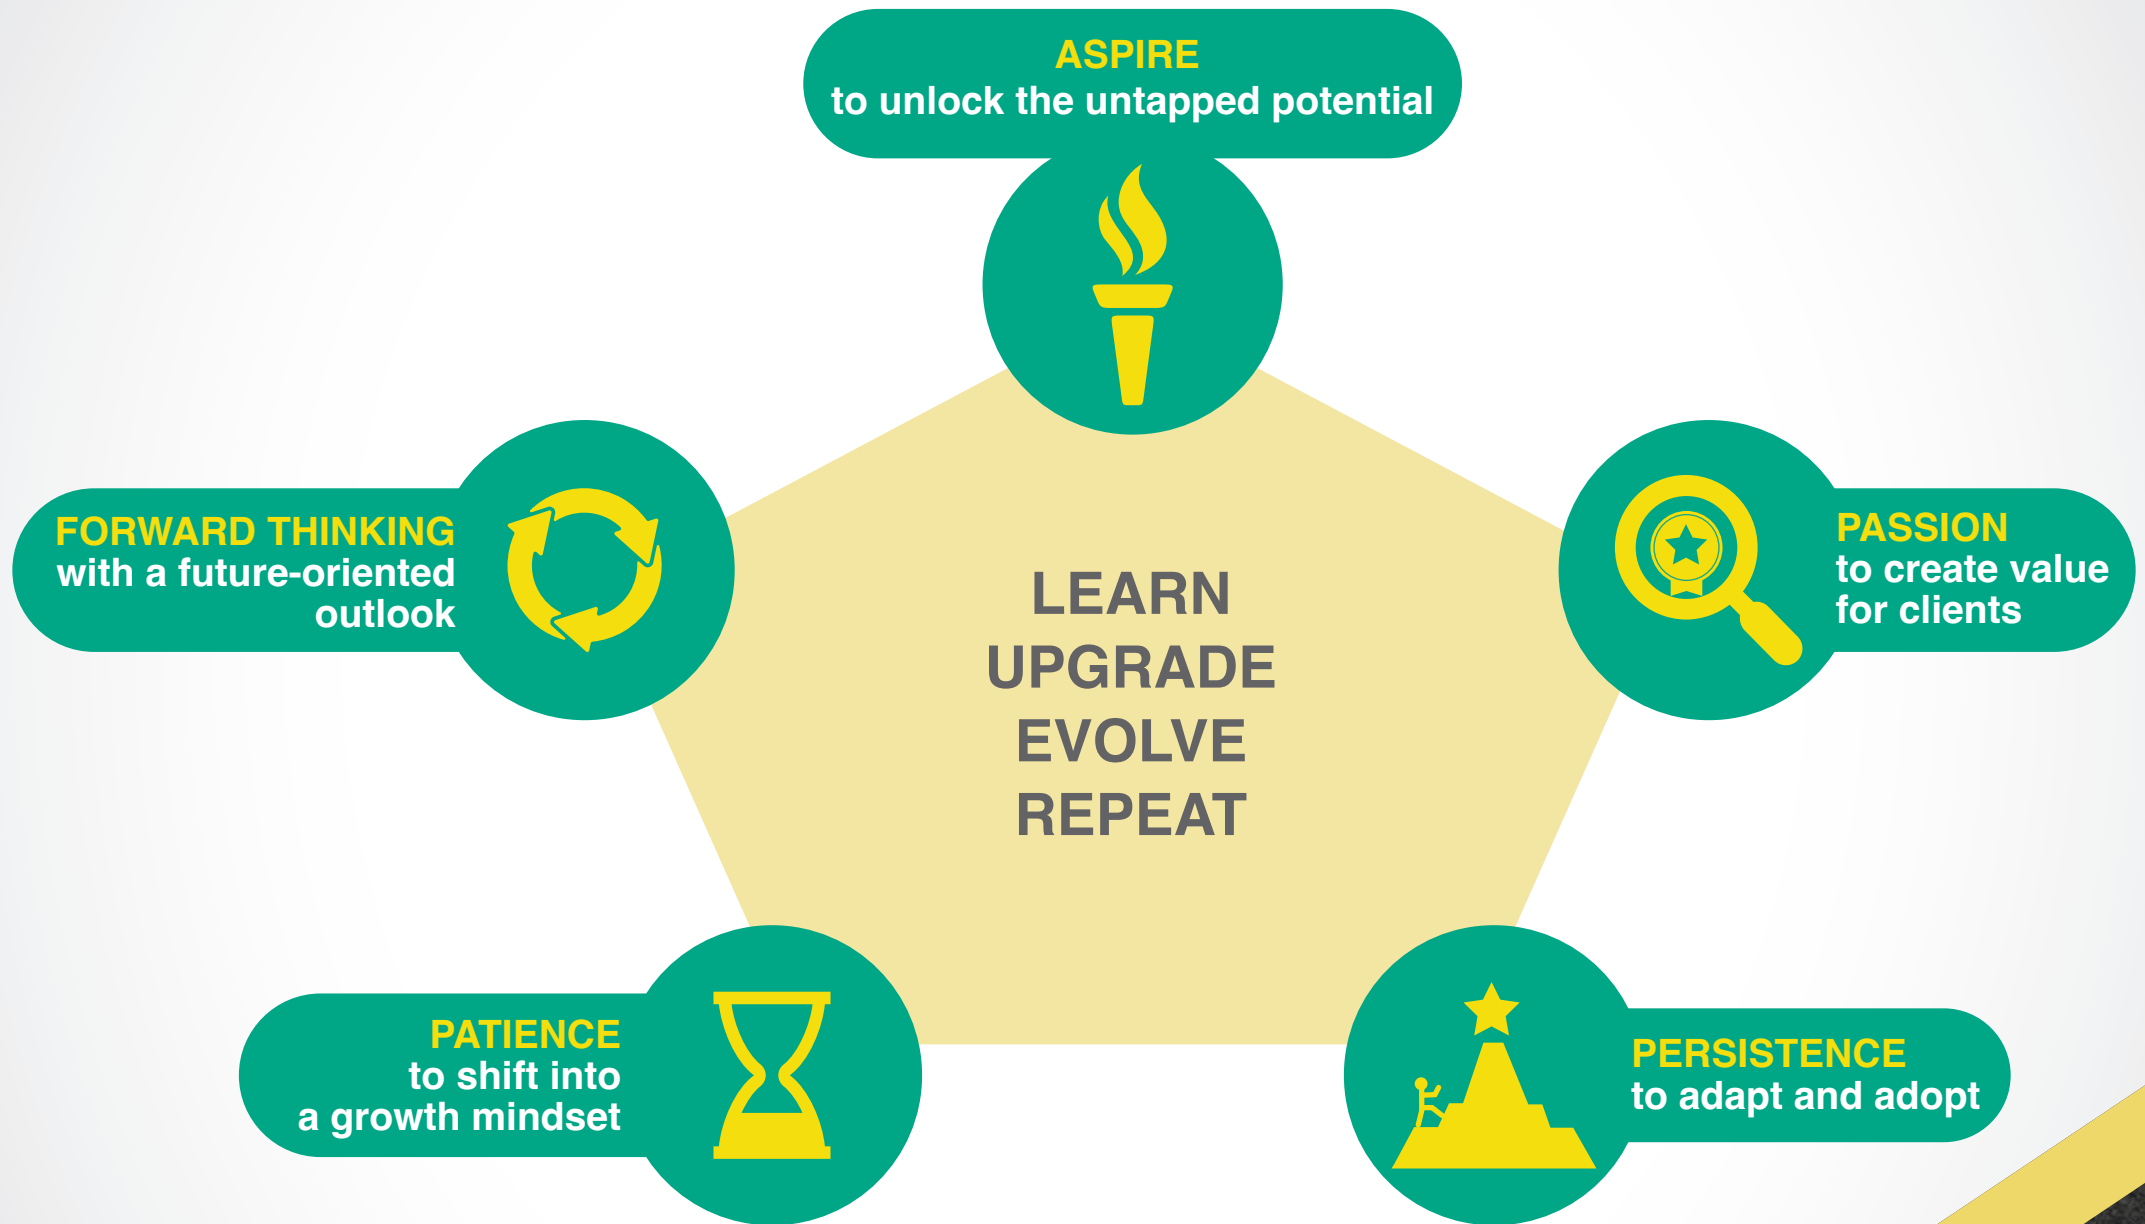 ASPIRE
to unlock the untapped potential
FORWARD THINKING
with a future-oriented
outlook
PASSION
to create value
for clients
LEARN
UPGRADE
EVOLVE
REPEAT
PATIENCE
to shift into
a growth mindset
PERSISTENCE
to adapt and adopt